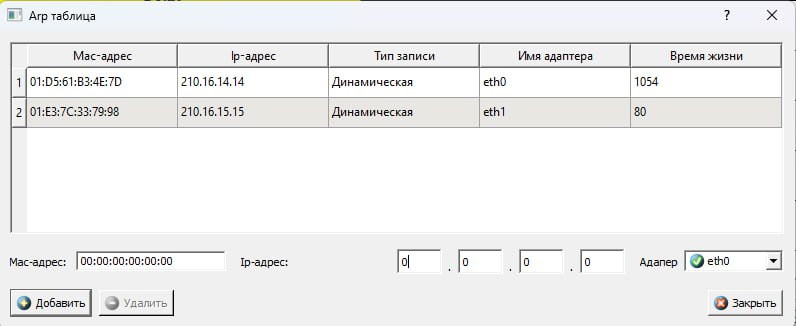 Arp таблица
Mac-адрес Ip-адрес Тип записи Имя адаптера Время жизни
1 01:D5:61:B3:4E:7D 210.16.14.14 Динамическая eth0 1054
2 01:E3:7C:33:79:98 210.16.15.15 Динамическая eth1 80
Mac-адрес: 00:00:00:00:00:00 Ip-адрес: 0 . 0 . 0 . 0 Адапер eth0
Добавить Удалить Закрыть